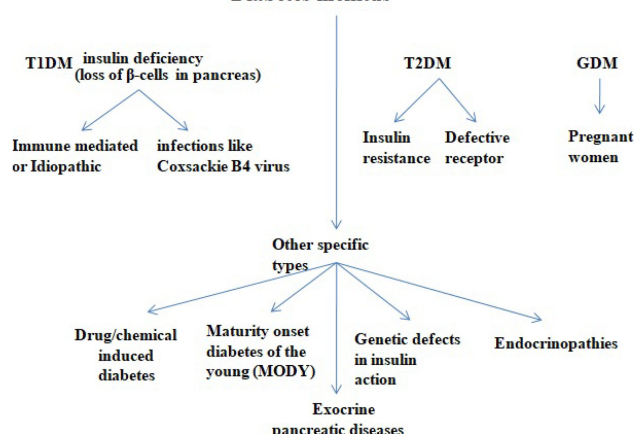 T1DM insulin deficiency
(loss of β-cells in pancreas)
T2DM
GDM
Immune mediated
or Idiopathic
infections like
Coxsackie B4 virus
Insulin
resistance
Defective
receptor
Pregnant
women
Other specific
types
Drug/chemical
induced
diabetes
Maturity onset
diabetes of the
young (MODY)
Genetic defects
in insulin
action
Endocrinopathies
Exocrine
pancreatic diseases